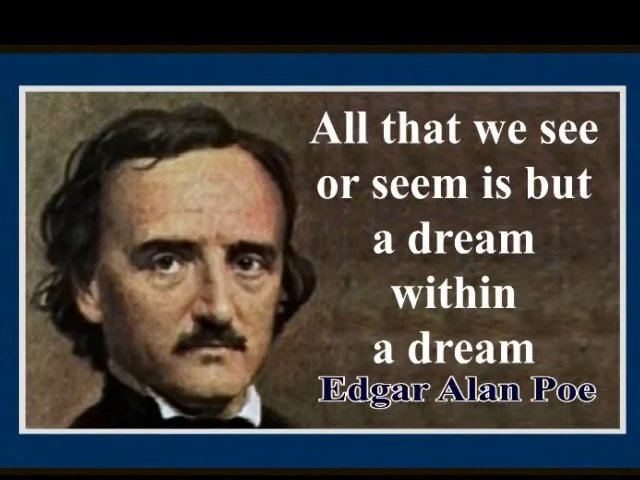 All that we see
or seem is but
a dream
within
a dream
Edgar Alan Poe